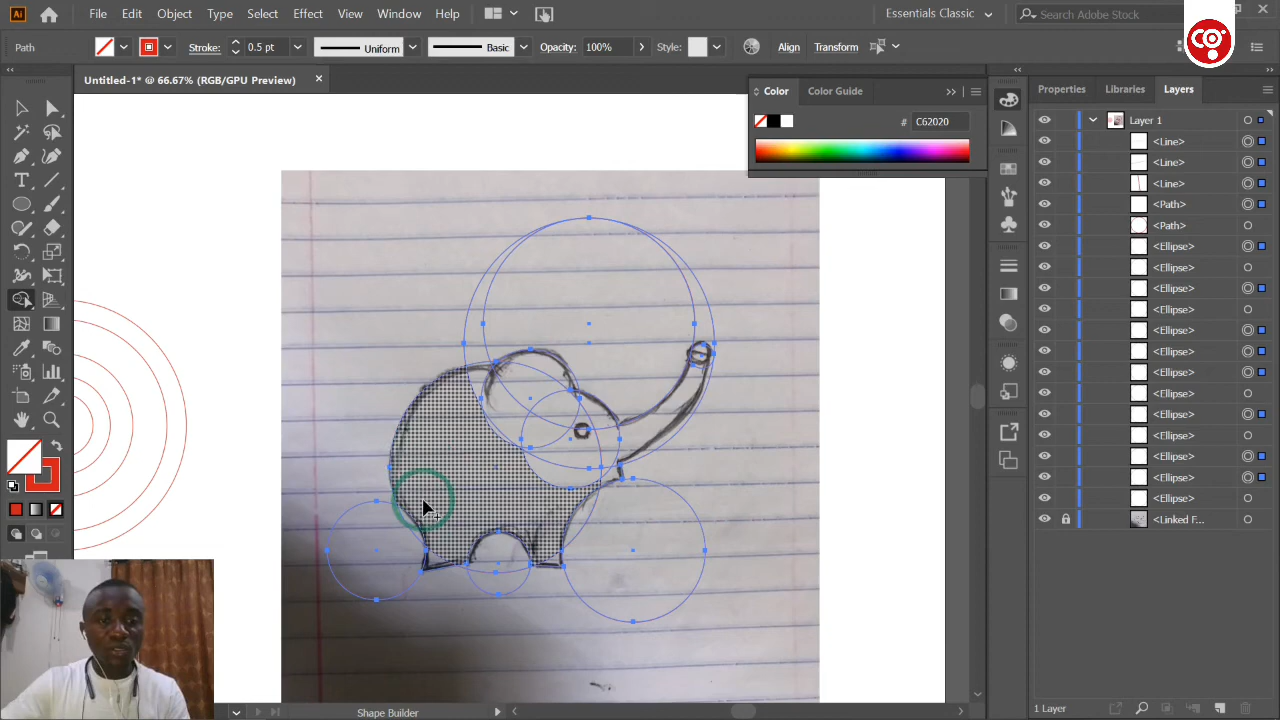 Ai
File Edit Object Type Select Effect View Window Help
Essentials Classic
Search Adobe Stock
Path
Stroke:
0.5 pt
Uniform
Basic
Opacity:
100%
Style:
Align
Transform
Untitled-1* @ 66.67% (RGB/GPU Preview)
Color
Color Guide
#
C62020
Properties
Libraries
Layers
Layer 1
<Line>
<Line>
<Line>
<Path>
<Path>
<Ellipse>
<Ellipse>
<Ellipse>
<Ellipse>
<Ellipse>
<Ellipse>
<Ellipse>
<Ellipse>
<Ellipse>
<Ellipse>
<Ellipse>
<Ellipse>
<Ellipse>
<Linked F...
Shape Builder
1 Layer